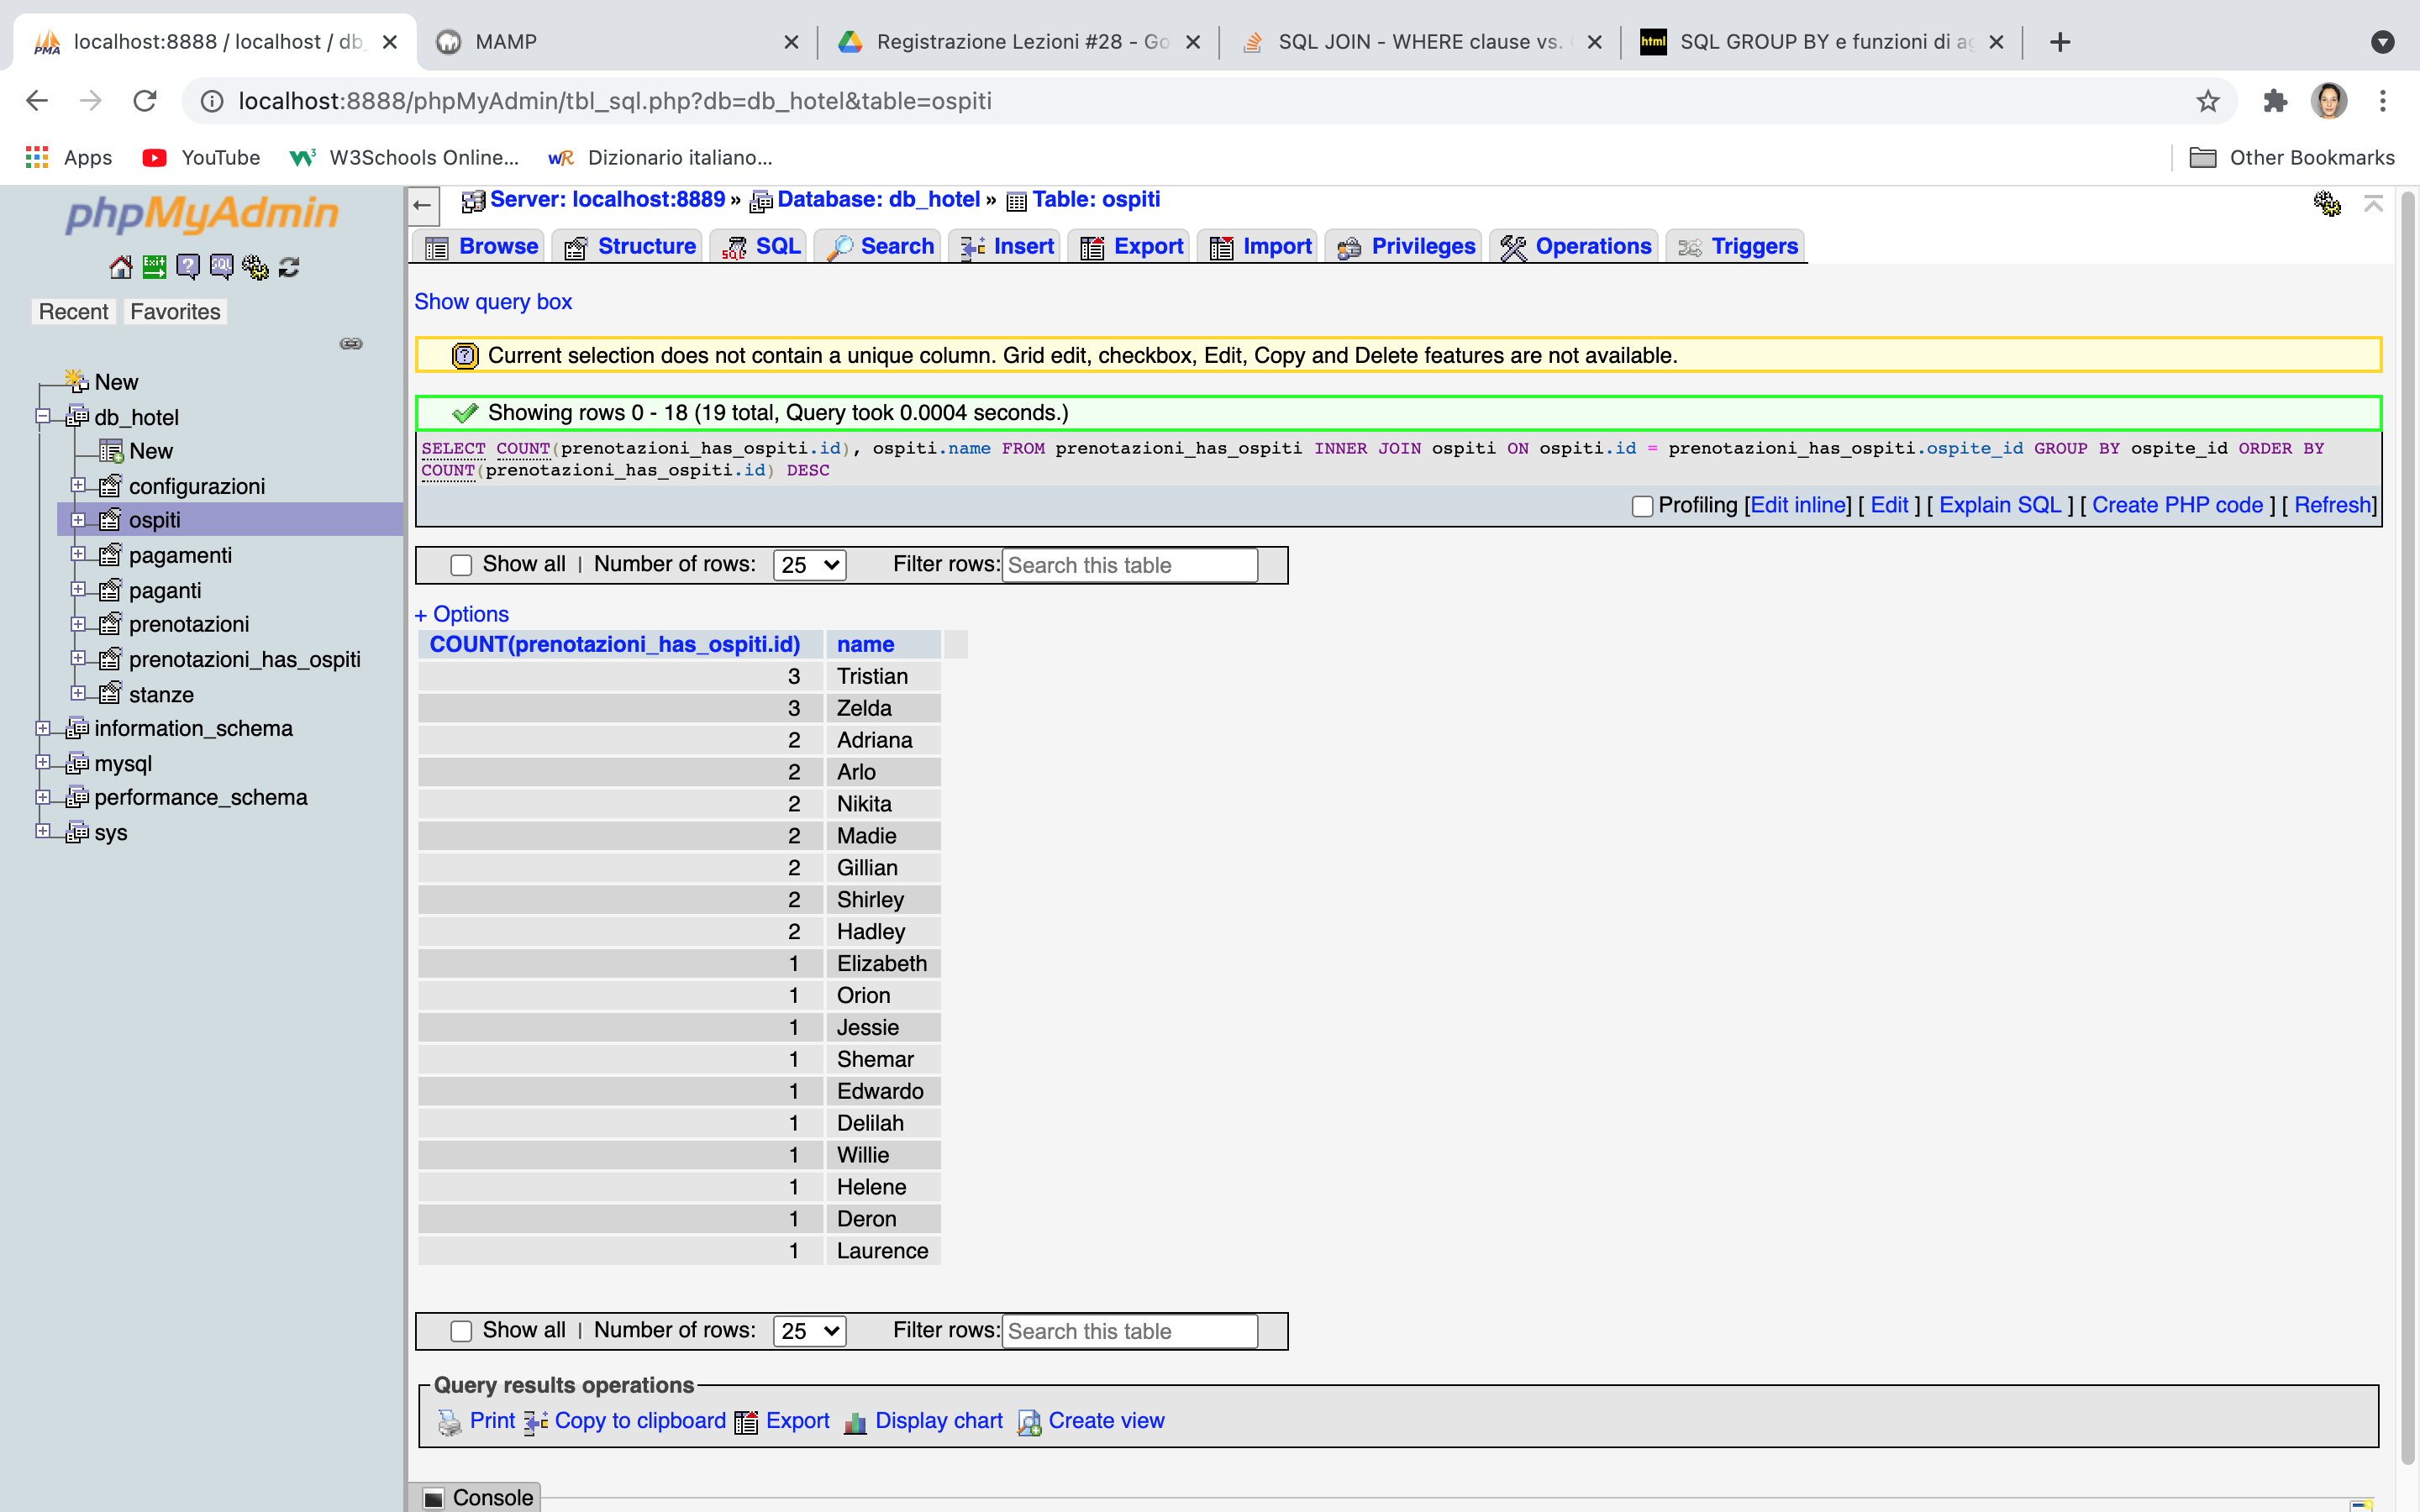 localhost:8888 / localhost / db_
MAMP
Registrazione Lezioni #28 - Go
SQL JOIN - WHERE clause vs.
SQL GROUP BY e funzioni di ag
localhost:8888/phpMyAdmin/tbl_sql.php?db=db_hotel&table=ospiti
Apps
YouTube
W3Schools Online...
Dizionario italiano...
Other Bookmarks
phpMyAdmin
Recent
Favorites
New
db_hotel
New
configurazioni
ospiti
pagamenti
paganti
prenotazioni
prenotazioni_has_ospiti
stanze
information_schema
mysql
performance_schema
sys
Server: localhost:8889 » Database: db_hotel » Table: ospiti
Browse Structure SQL Search Insert Export Import Privileges Operations Triggers
Show query box
Current selection does not contain a unique column. Grid edit, checkbox, Edit, Copy and Delete features are not available.
Showing rows 0 - 18 (19 total, Query took 0.0004 seconds.)
SELECT COUNT(prenotazioni_has_ospiti.id), ospiti.name FROM prenotazioni_has_ospiti INNER JOIN ospiti ON ospiti.id = prenotazioni_has_ospiti.ospite_id GROUP BY ospite_id ORDER BY
COUNT(prenotazioni_has_ospiti.id) DESC
Profiling [Edit inline] [ Edit ] [ Explain SQL ] [ Create PHP code ] [ Refresh]
Show all | Number of rows: 25 Filter rows: Search this table
+ Options
COUNT(prenotazioni_has_ospiti.id) name
3 Tristian
3 Zelda
2 Adriana
2 Arlo
2 Nikita
2 Madie
2 Gillian
2 Shirley
2 Hadley
1 Elizabeth
1 Orion
1 Jessie
1 Shemar
1 Edwardo
1 Delilah
1 Willie
1 Helene
1 Deron
1 Laurence
Show all | Number of rows: 25 Filter rows: Search this table
Query results operations
Print Copy to clipboard Export Display chart Create view
Console